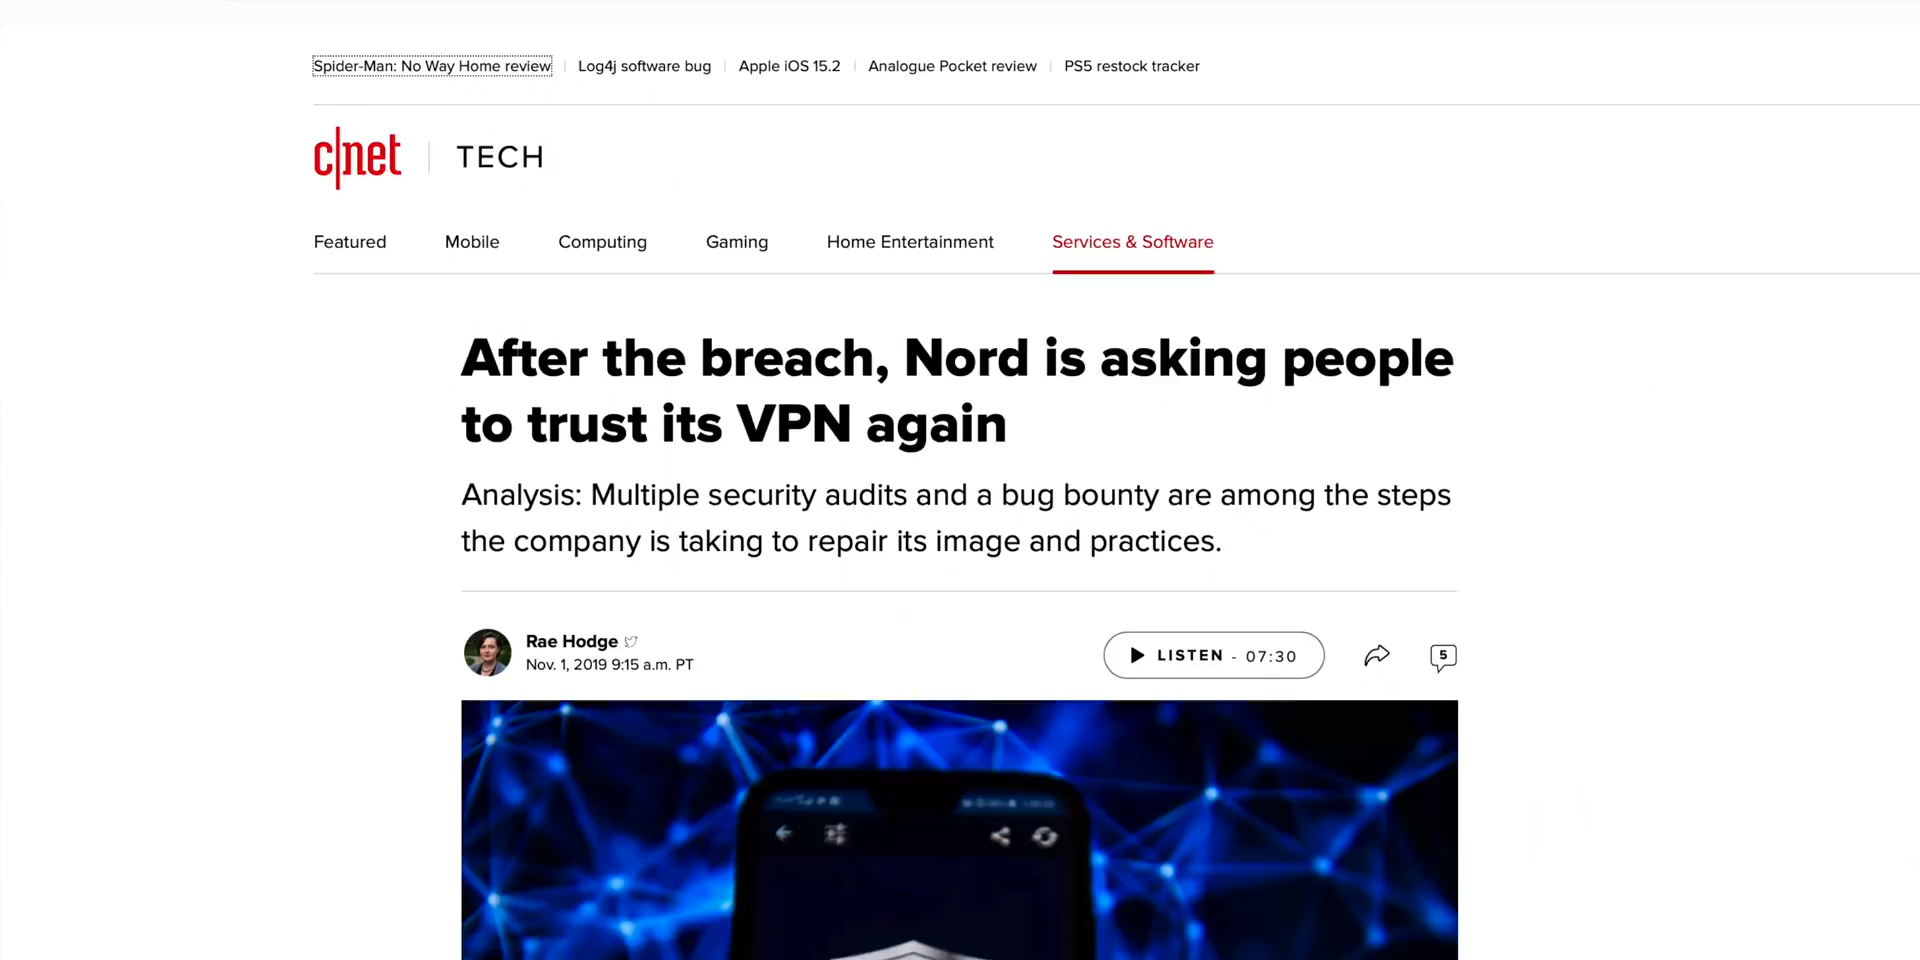 Spider-Man: No Way Home review Log4j software bug Apple iOS 15.2 Analogue Pocket review PS5 restock tracker
c|net TECH
Featured Mobile Computing Gaming Home Entertainment Services & Software
After the breach, Nord is asking people
to trust its VPN again
Analysis: Multiple security audits and a bug bounty are among the steps
the company is taking to repair its image and practices.
Rae Hodge
Nov. 1, 2019 9:15 a.m. PT
LISTEN - 07:30
5